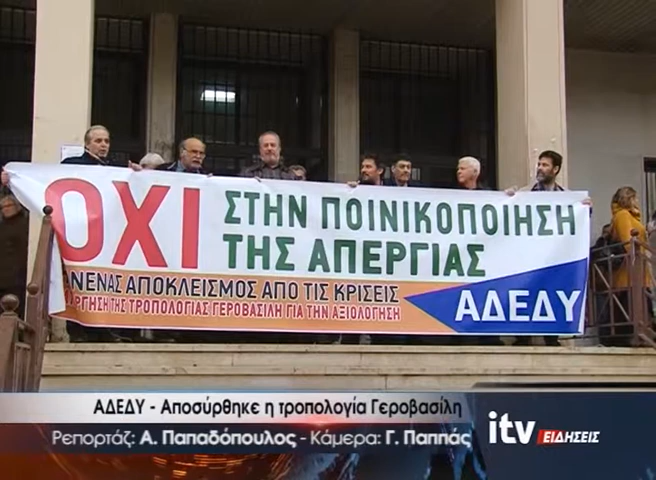 ΟΧΙ ΣΤΗΝ ΠΟΙΝΙΚΟΠΟΙΗΣΗ
ΤΗΣ ΑΠΕΡΓΙΑΣ
ΑΠΟΚΛΕΙΣΜΟΣ ΑΠΟ ΤΙΣ ΚΡΙΣΕΙΣ
ΤΗΣ ΤΡΟΠΟΛΟΓΙΑΣ ΓΕΡΟΒΑΣΙΛΗ ΓΙΑ ΤΗΝ ΑΞΙΟΛΟΓΗΣΗ
ΑΔΕΔΥ
ΑΔΕΔΥ - Αποσύρθηκε η τροπολογία Γεροβασίλη
Ρεπορτάζ: Α. Παπαδόπουλος - Κάμερα: Γ. Παππάς
itv ΕΙΔΗΣΕΙΣ